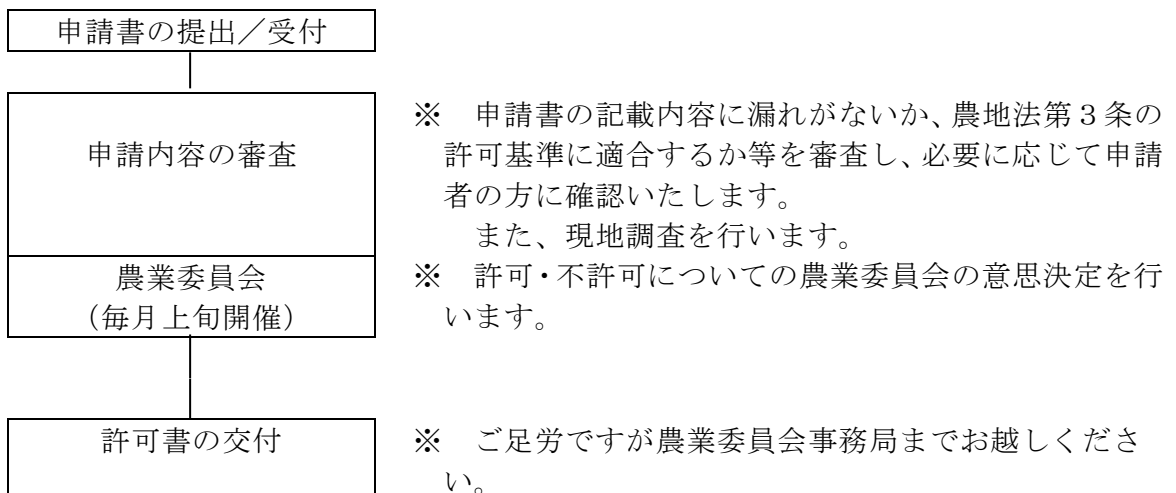 申請書の提出／受付
申請内容の審査
※　申請書の記載内容に漏れがないか、農地法第３条の
許可基準に適合するか等を審査し、必要に応じて申請
者の方に確認いたします。
また、現地調査を行います。
農業委員会
（毎月上旬開催）
※　許可・不許可についての農業委員会の意思決定を行
います。
許可書の交付
※　ご足労ですが農業委員会事務局までお越しくださ
い。